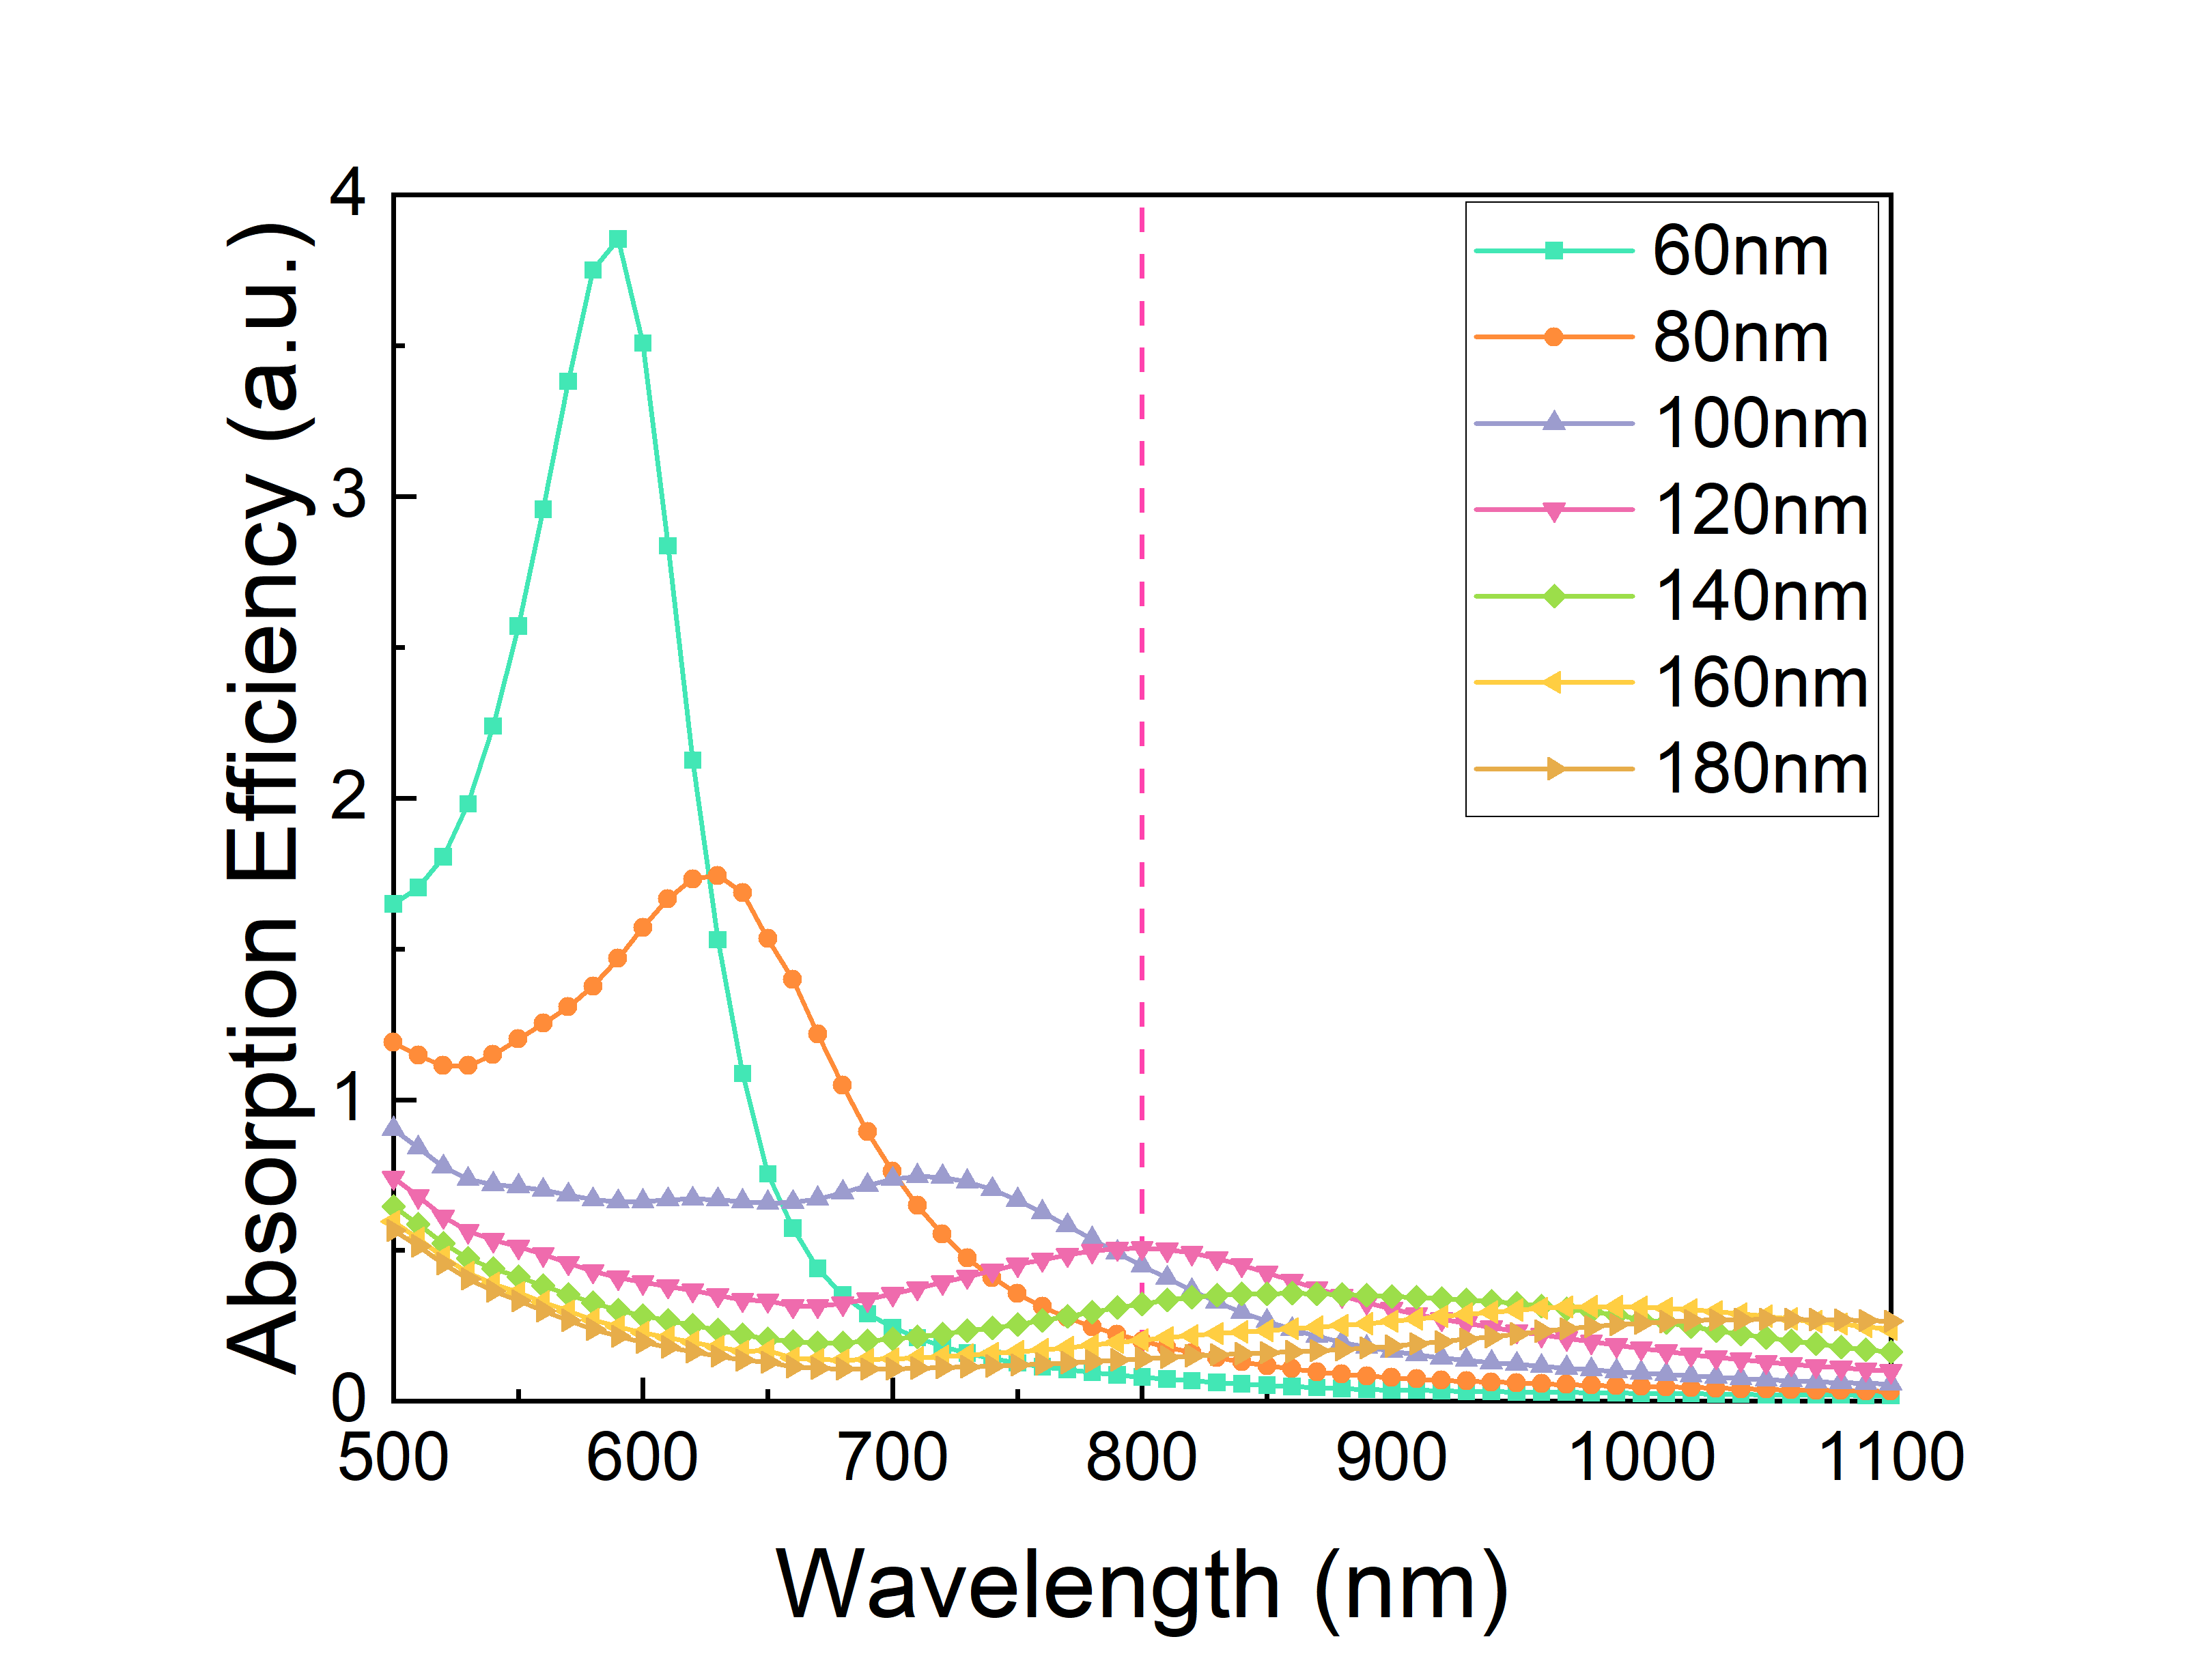 Absorption Efficiency (a.u.)
4
3
2
1
0
500 600 700 800 900 1000 1100
Wavelength (nm)
60nm
80nm
100nm
120nm
140nm
160nm
180nm